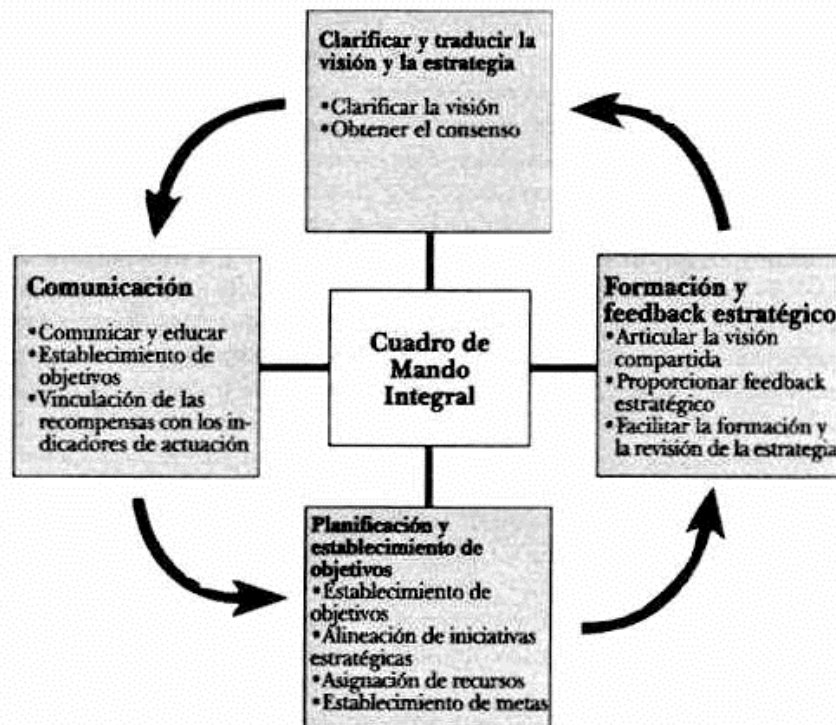 Clarificar y traducir la
visión y la estrategia
•Clarificar la visión
•Obtener el consenso
Comunicación
•Comunicar y educar
•Establecimiento de
objetivos
•Vinculación de las
recompensas con los in-
dicadores de actuación
Cuadro de
Mando
Integral
Formación y
feedback estratégico
•Articular la visión
compartida
•Proporcionar feedback
estratégico
•Facilitar la formación y
la revisión de la estrategia
Planificación y
establecimiento de
objetivos
•Establecimiento de
objetivos
•Alineación de iniciativas
estratégicas
•Asignación de recursos
•Establecimiento de metas